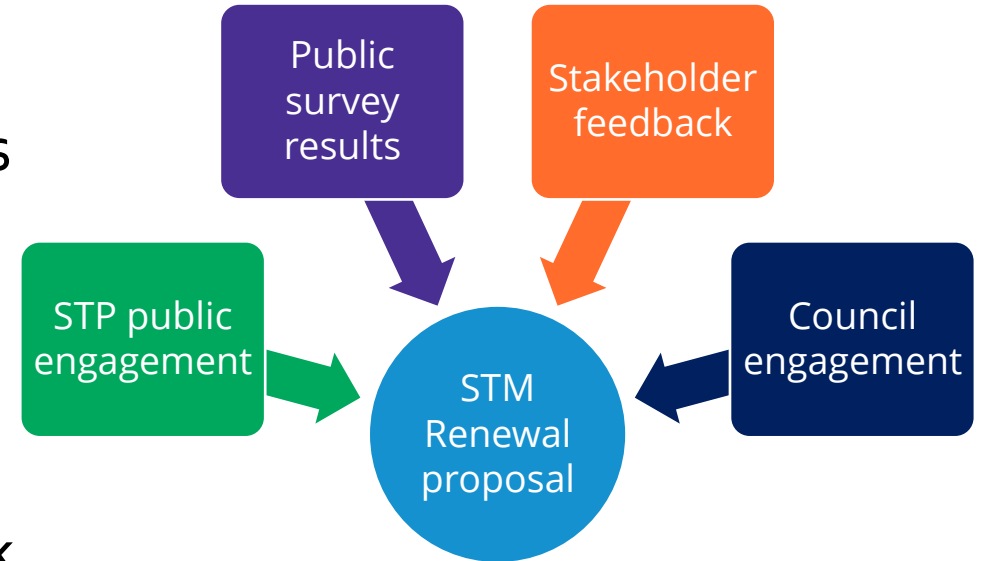 Public
survey
results
Stakeholder
feedback
STP public
engagement
Council
engagement
STM
Renewal
proposal